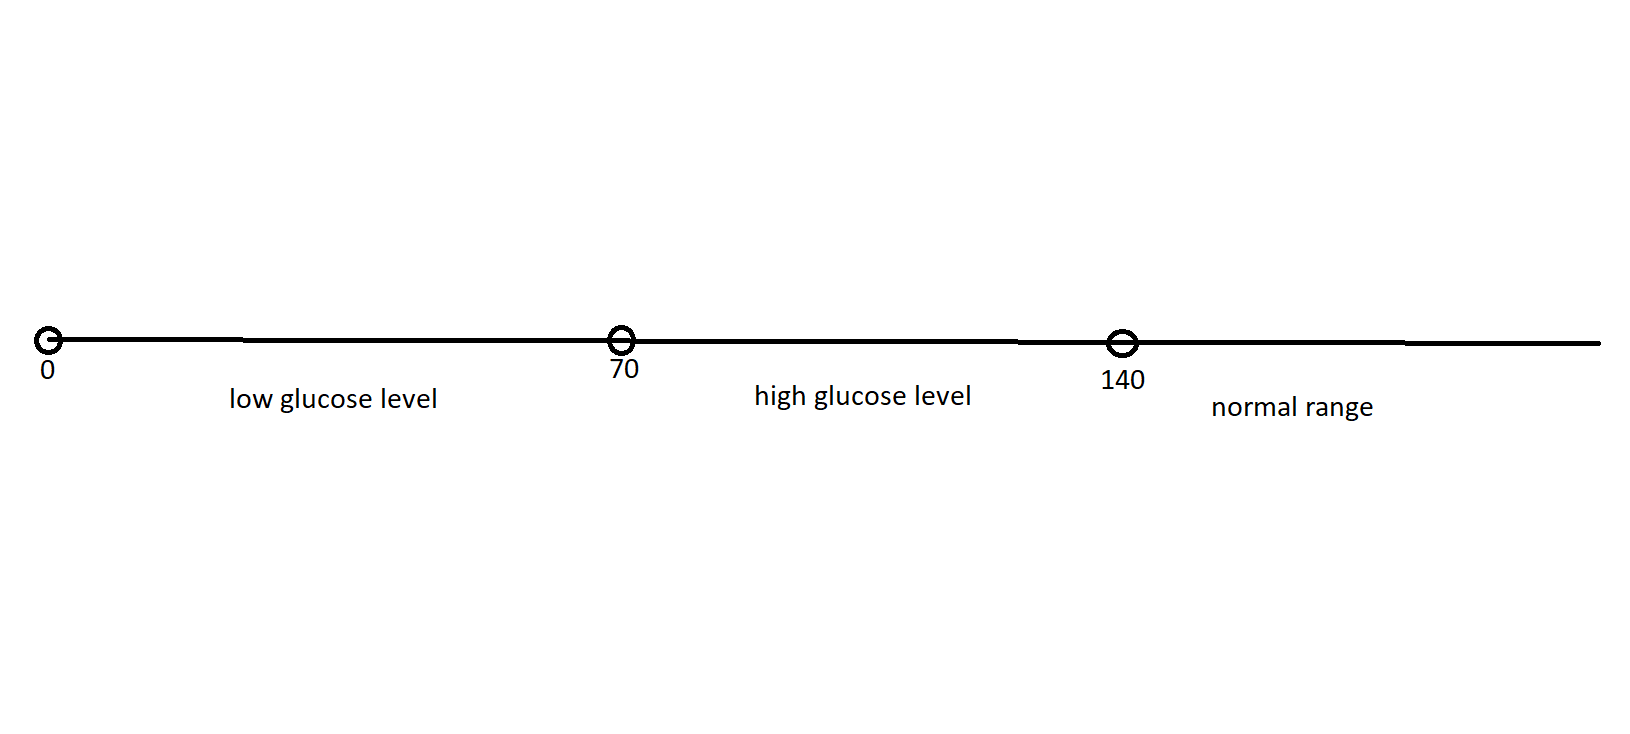 0
70
140
low glucose level
high glucose level
normal range